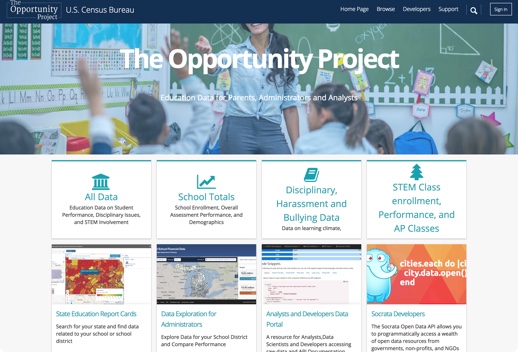 The
Opportunity
Project
U.S. Census Bureau
Home Page
Browse
Developers
Support
Sign In
The Opportunity Project
Education Data for Parents, Administrators and Analysts
All Data
Education Data on Student
Performance, Disciplinary Issues,
and STEM Involvement
School Totals
School Enrollment, Overall
Assessment Performance, and
Demographics
Disciplinary,
Harassment and
Bullying Data
Data on learning climate,
STEM Class
enrollment,
Performance, and
AP Classes
State Education Report Cards
Search for your state and find data
related to your school or school
district
Data Exploration for
Administrators
Explore Data for your School District
and Compare Performance
Analysts and Developers Data
Portal
A resource for Analysts,Data
Scientists and Developers accessing
raw data and API Documentation
cities.each do |ci
city.data.open()
end
Socrata Developers
The Socrata Open Data API allows you
to programmatically access a wealth
of open data resources from
governments, non-profits, and NGOs